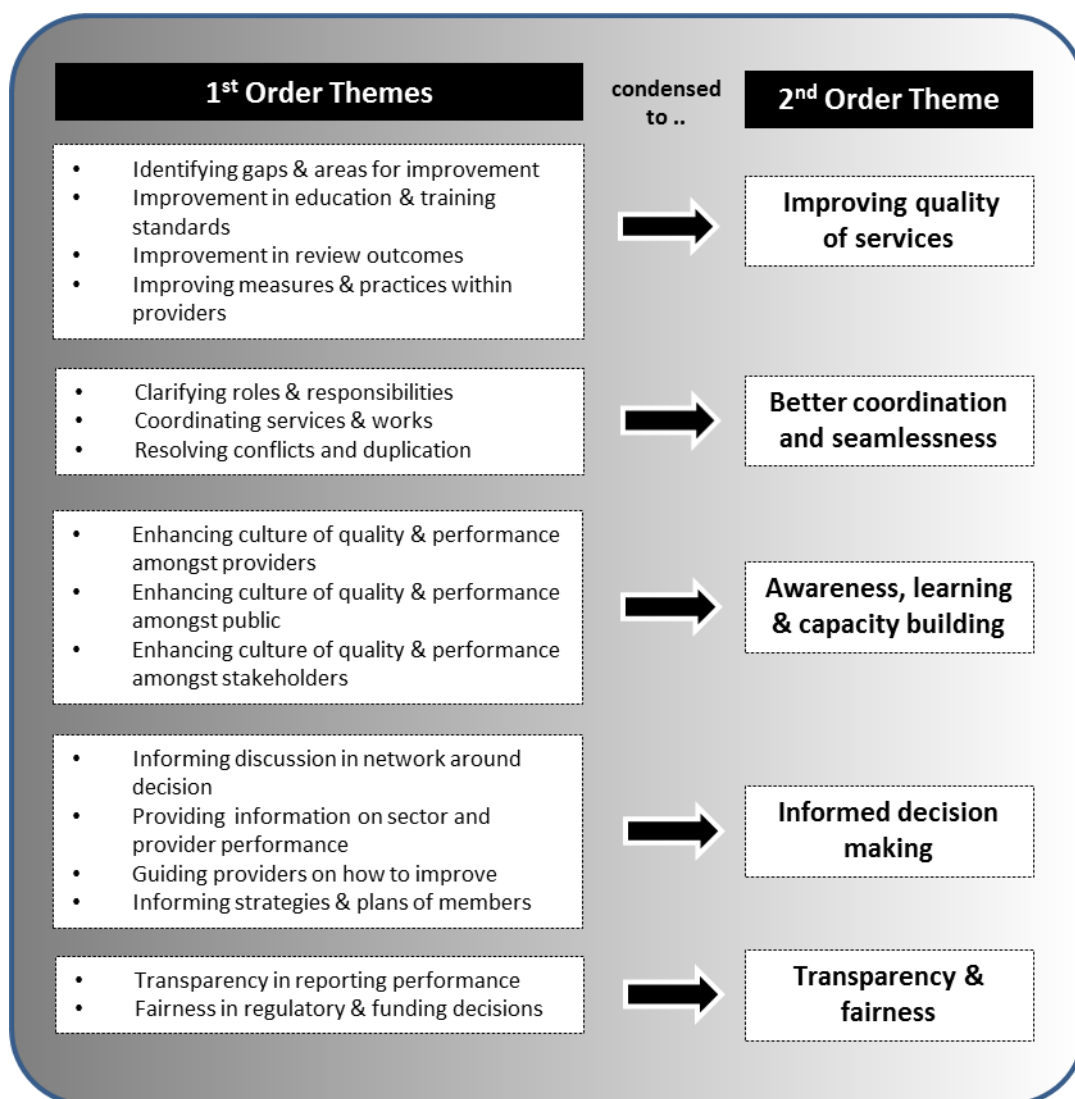 1st Order Themes
condensed
to ..
2nd Order Theme
• Identifying gaps & areas for improvement
• Improvement in education & training
standards
• Improvement in review outcomes
• Improving measures & practices within
providers
Improving quality
of services
• Clarifying roles & responsibilities
• Coordinating services & works
• Resolving conflicts and duplication
Better coordination
and seamlessness
• Enhancing culture of quality & performance
amongst providers
• Enhancing culture of quality & performance
amongst public
• Enhancing culture of quality & performance
amongst stakeholders
Awareness, learning
& capacity building
• Informing discussion in network around
decision
• Providing information on sector and
provider performance
• Guiding providers on how to improve
• Informing strategies & plans of members
Informed decision
making
• Transparency in reporting performance
• Fairness in regulatory & funding decisions
Transparency &
fairness